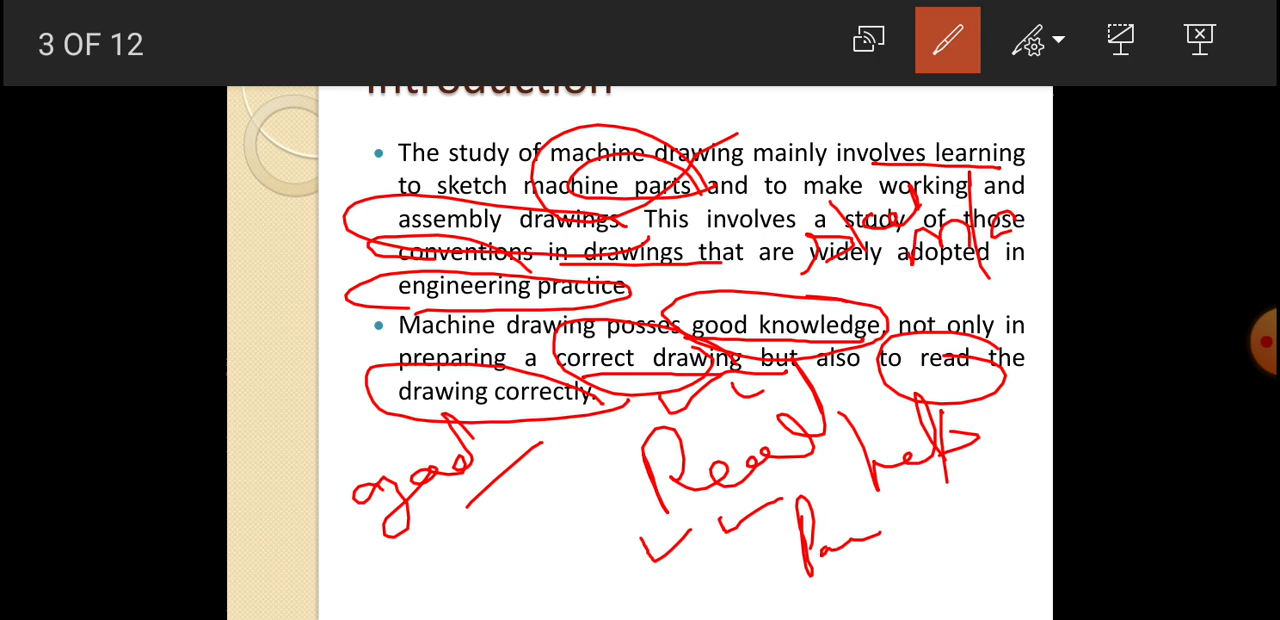 3 OF 12
Introduction
The study of machine drawing mainly involves learning
to sketch machine parts and to make working and
assembly drawings. This involves a study of those
conventions in drawings that are widely adopted in
engineering practice
Machine drawing posses good knowledge, not only in
preparing a correct drawing but also to read the
drawing correctly.
Read